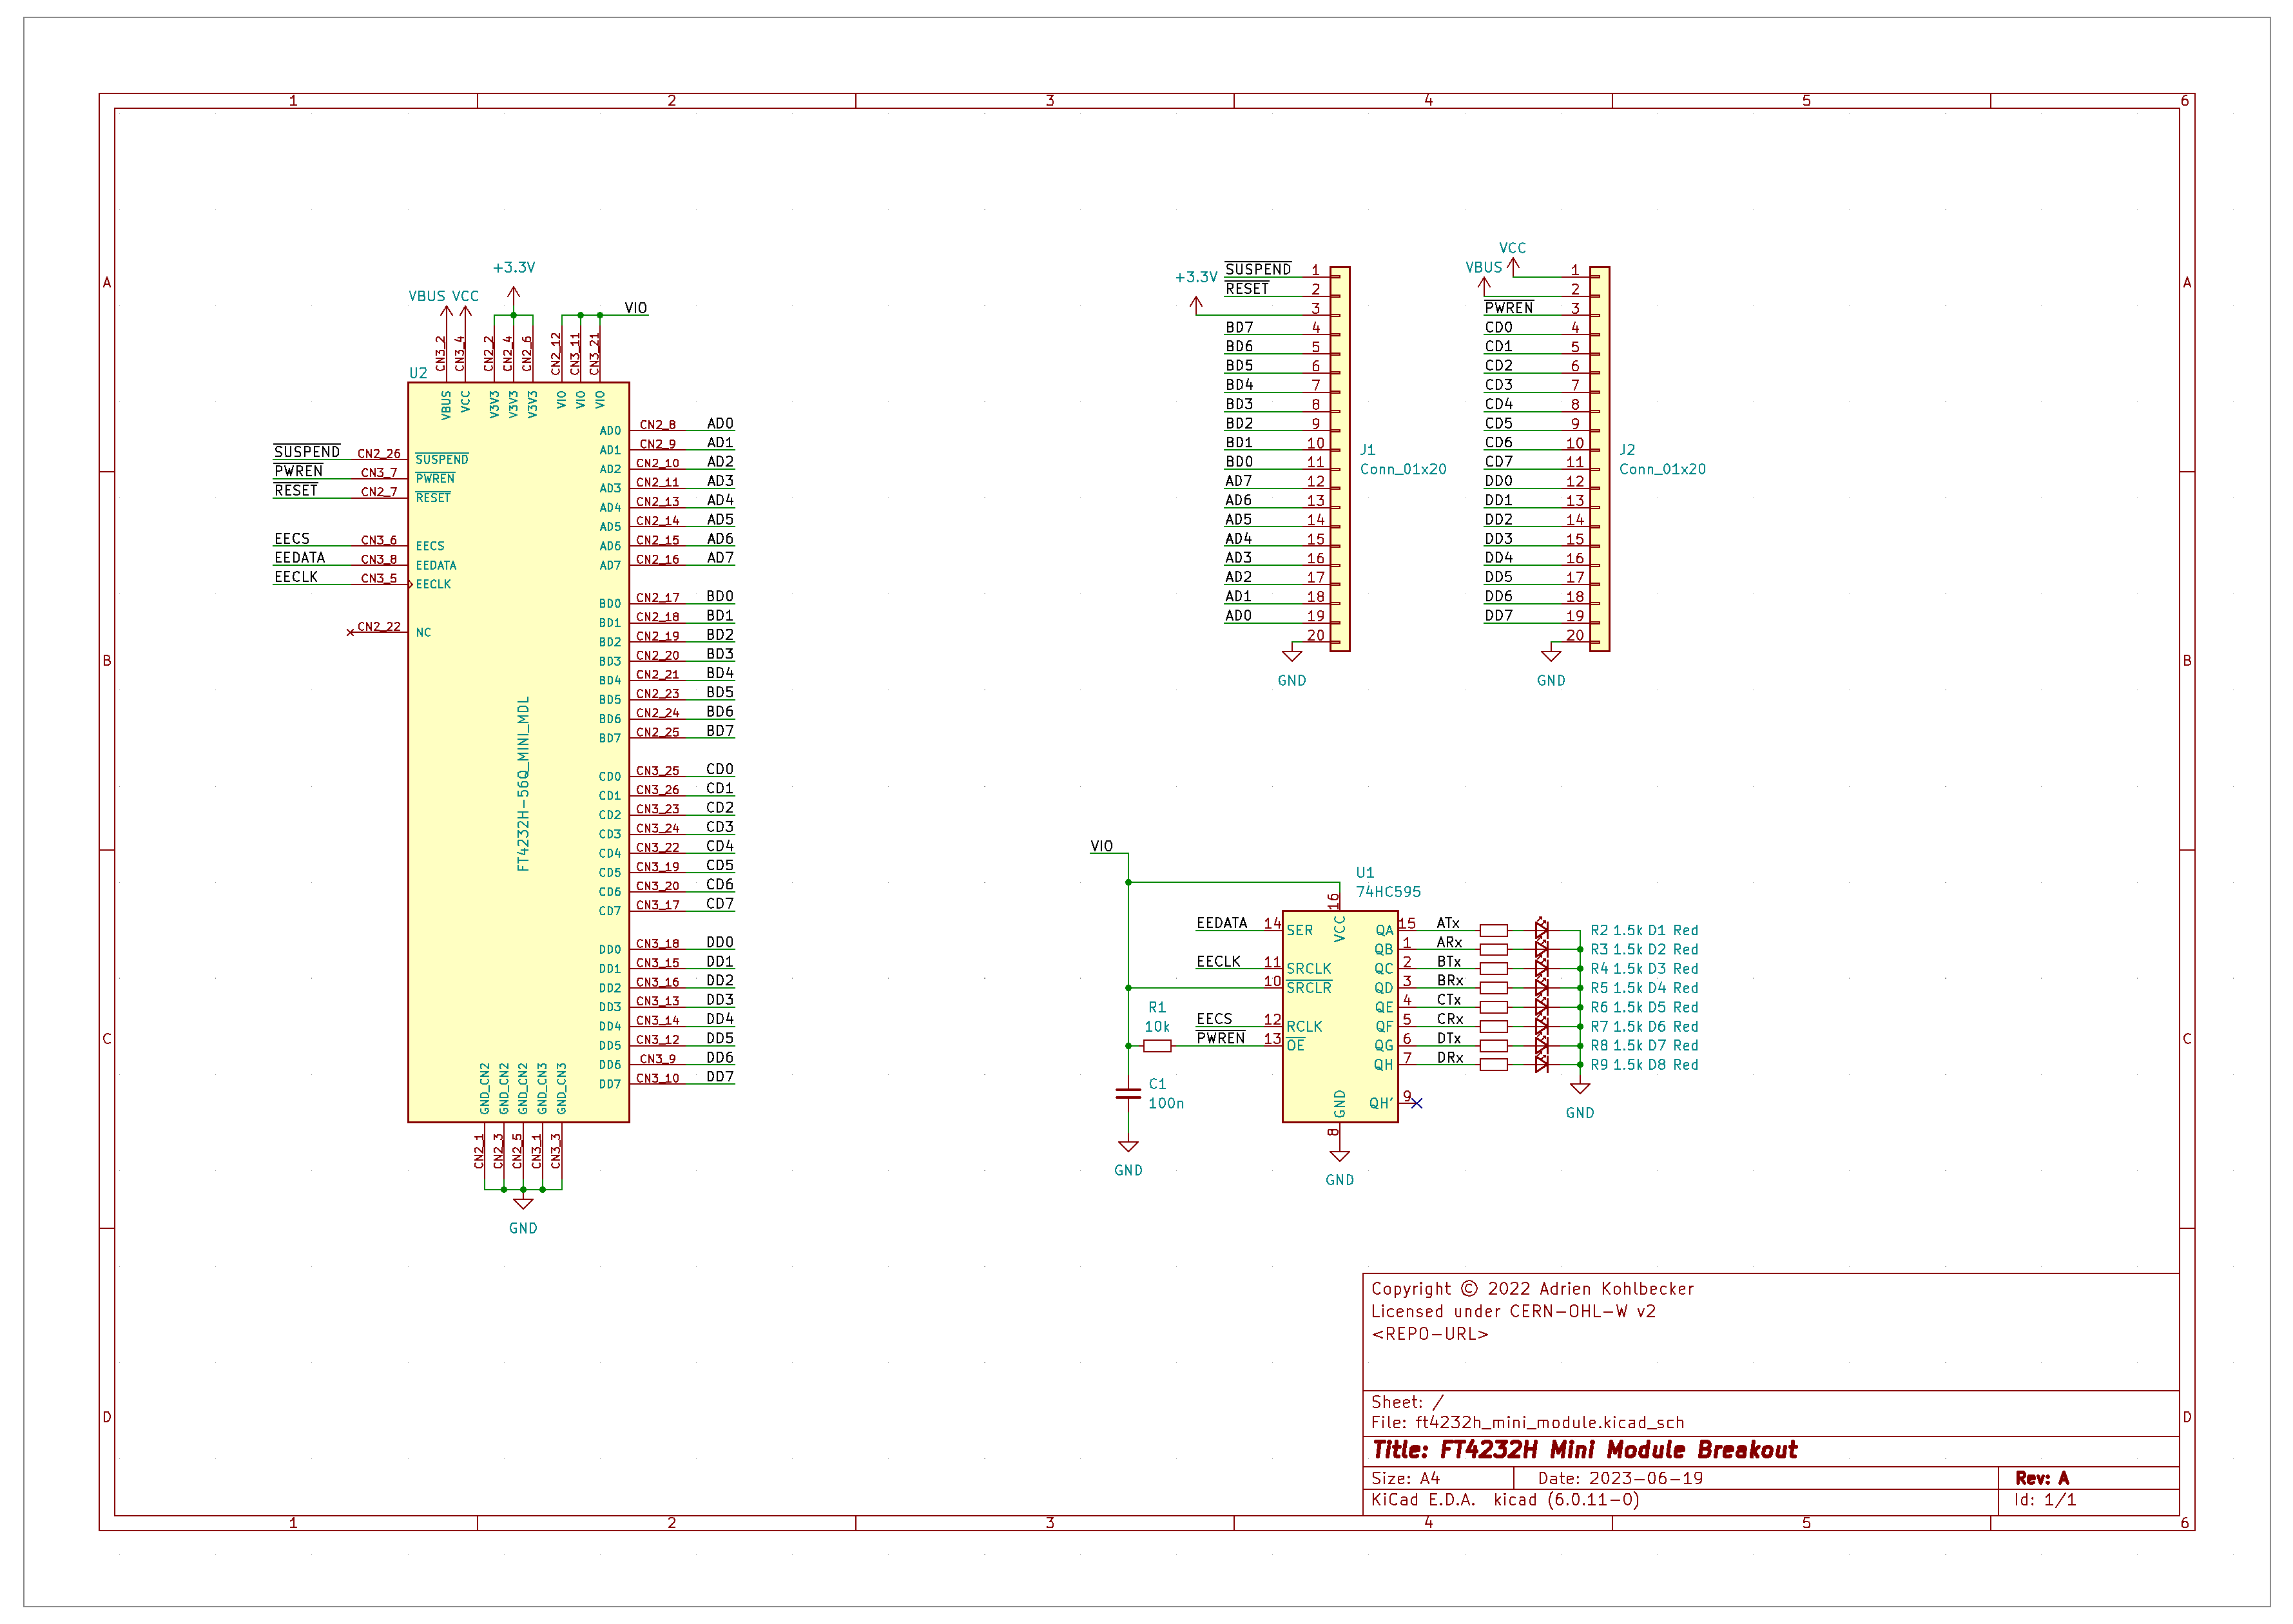 1 2 3 4 5 6
A
B
C
D
+3.3V
VBUS VCC
VIO
CN3_2 CN3_4 CN2_2 CN2_4 CN2_6 CN2_12 CN3_11 CN3_21
U2
VBUS VCC V3V3 V3V3 V3V3 VIO VIO VIO
SUSPEND CN2_26 SUSPEND
PWREN CN3_7 PWREN
RESET CN2_7 RESET
EECS CN3_6 EECS
EEDATA CN3_8 EEDATA
EECLK CN3_5 EECLK
CN2_22 NC
FT4232H-56Q_MINI_MDL
AD0 CN2_8 AD0
AD1 CN2_9 AD1
AD2 CN2_10 AD2
AD3 CN2_11 AD3
AD4 CN2_13 AD4
AD5 CN2_14 AD5
AD6 CN2_15 AD6
AD7 CN2_16 AD7
BD0 CN2_17 BD0
BD1 CN2_18 BD1
BD2 CN2_19 BD2
BD3 CN2_20 BD3
BD4 CN2_21 BD4
BD5 CN2_23 BD5
BD6 CN2_24 BD6
BD7 CN2_25 BD7
CD0 CN3_25 CD0
CD1 CN3_26 CD1
CD2 CN3_23 CD2
CD3 CN3_24 CD3
CD4 CN3_22 CD4
CD5 CN3_19 CD5
CD6 CN3_20 CD6
CD7 CN3_17 CD7
DD0 CN3_18 DD0
DD1 CN3_15 DD1
DD2 CN3_16 DD2
DD3 CN3_13 DD3
DD4 CN3_14 DD4
DD5 CN3_12 DD5
DD6 CN3_9 DD6
DD7 CN3_10 DD7
GND_CN2 GND_CN2 GND_CN2 GND_CN3 GND_CN3
CN2_1 CN2_3 CN2_5 CN3_1 CN3_3
GND
+3.3V
SUSPEND 1
RESET 2
3
BD7 4
BD6 5
BD5 6
BD4 7
BD3 8
BD2 9
BD1 10
BD0 11
AD7 12
AD6 13
AD5 14
AD4 15
AD3 16
AD2 17
AD1 18
AD0 19
20
GND
J1
Conn_01x20
VCC
VBUS
1
2
PWREN 3
CD0 4
CD1 5
CD2 6
CD3 7
CD4 8
CD5 9
CD6 10
CD7 11
DD0 12
DD1 13
DD2 14
DD3 15
DD4 16
DD5 17
DD6 18
DD7 19
20
GND
J2
Conn_01x20
VIO
R1
10k
C1
100n
GND
U1
74HC595
16
VCC
EEDATA 14 SER
EECLK 11 SRCLK
10 SRCLR
EECS 12 RCLK
PWREN 13 OE
QA 15 ATx R2 1.5k D1 Red
QB 1 ARx R3 1.5k D2 Red
QC 2 BTx R4 1.5k D3 Red
QD 3 BRx R5 1.5k D4 Red
QE 4 CTx R6 1.5k D5 Red
QF 5 CRx R7 1.5k D6 Red
QG 6 DTx R8 1.5k D7 Red
QH 7 DRx R9 1.5k D8 Red
QH' 9
GND
8
GND
GND
Copyright © 2022 Adrien Kohlbecker
Licensed under CERN-OHL-W v2
<REPO-URL>
Sheet: /
File: ft4232h_mini_module.kicad_sch
Title: FT4232H Mini Module Breakout
Size: A4 Date: 2023-06-19 Rev: A
KiCad E.D.A. kicad (6.0.11-0) Id: 1/1
A
B
C
D
1 2 3 4 5 6